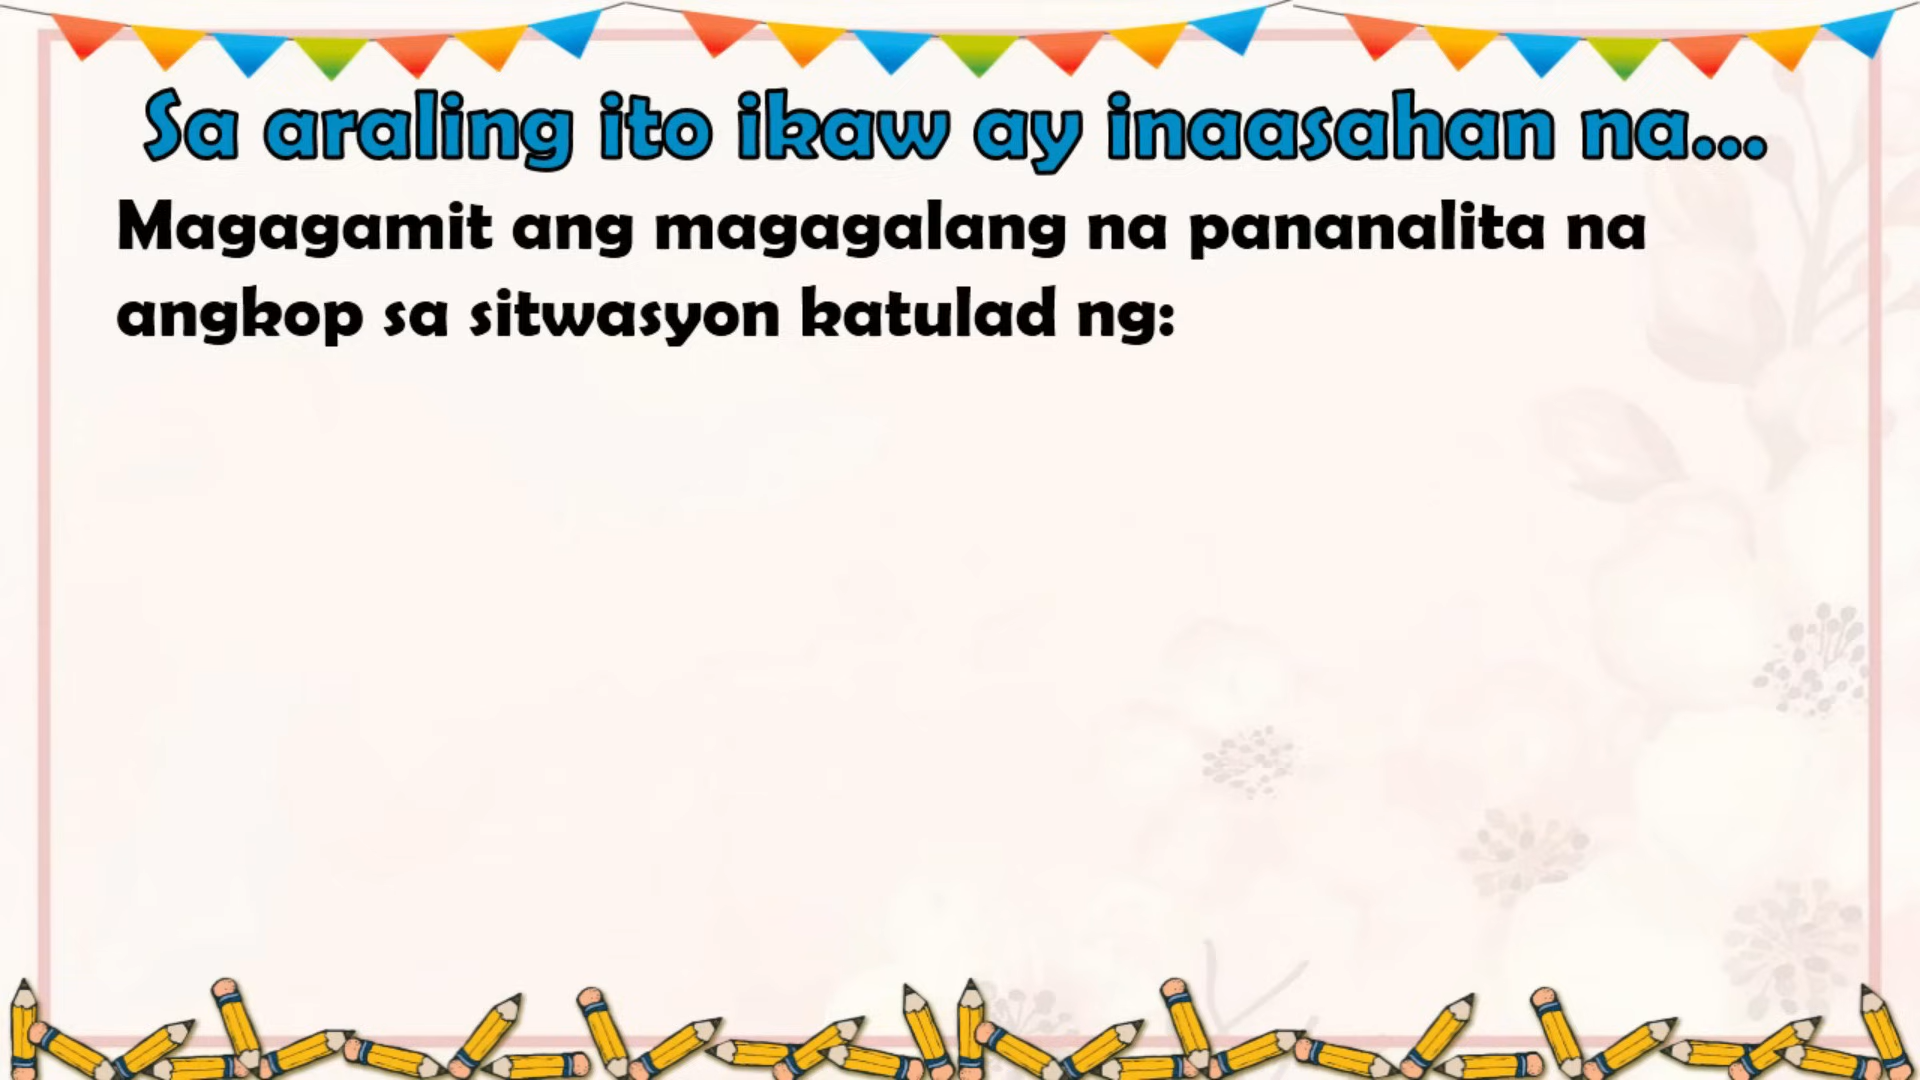 Sa araling ito ikaw ay inaasahan na...
Magagamit ang magagalang na pananalita na
angkop sa sitwasyon katulad ng: